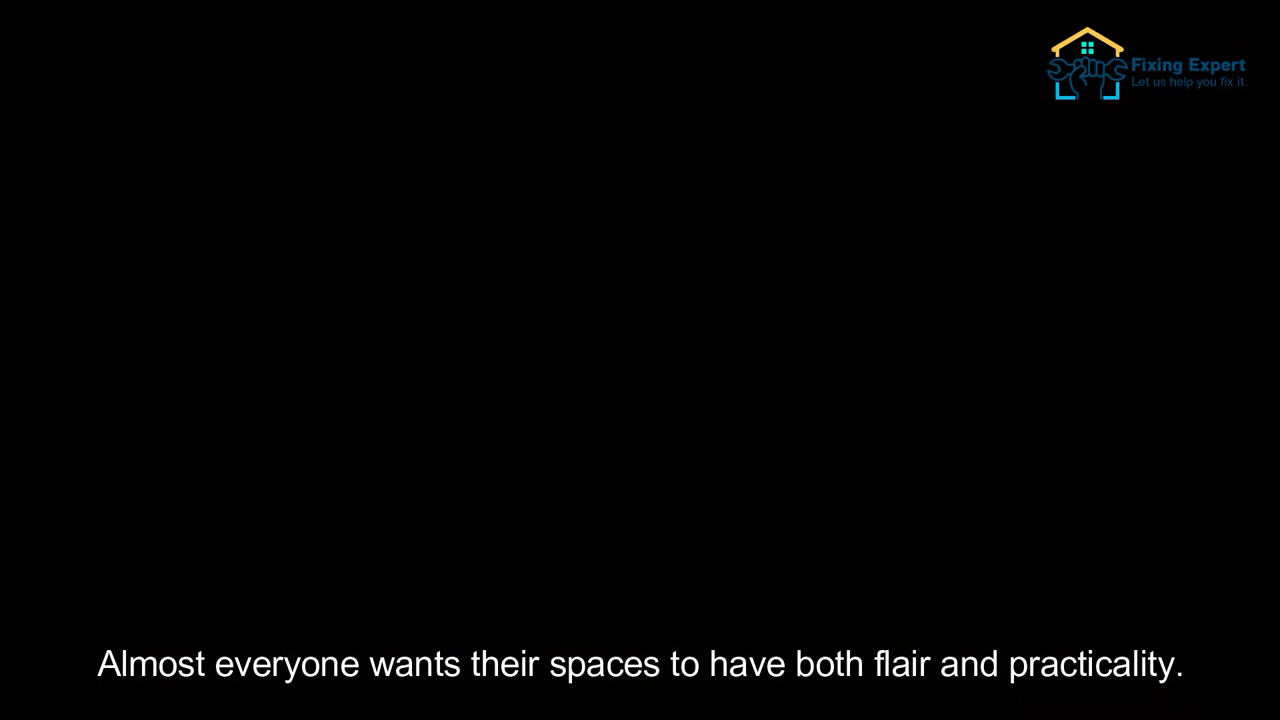 Fixing Expert
Let us help you fix it.
Almost everyone wants their spaces to have both flair and practicality.